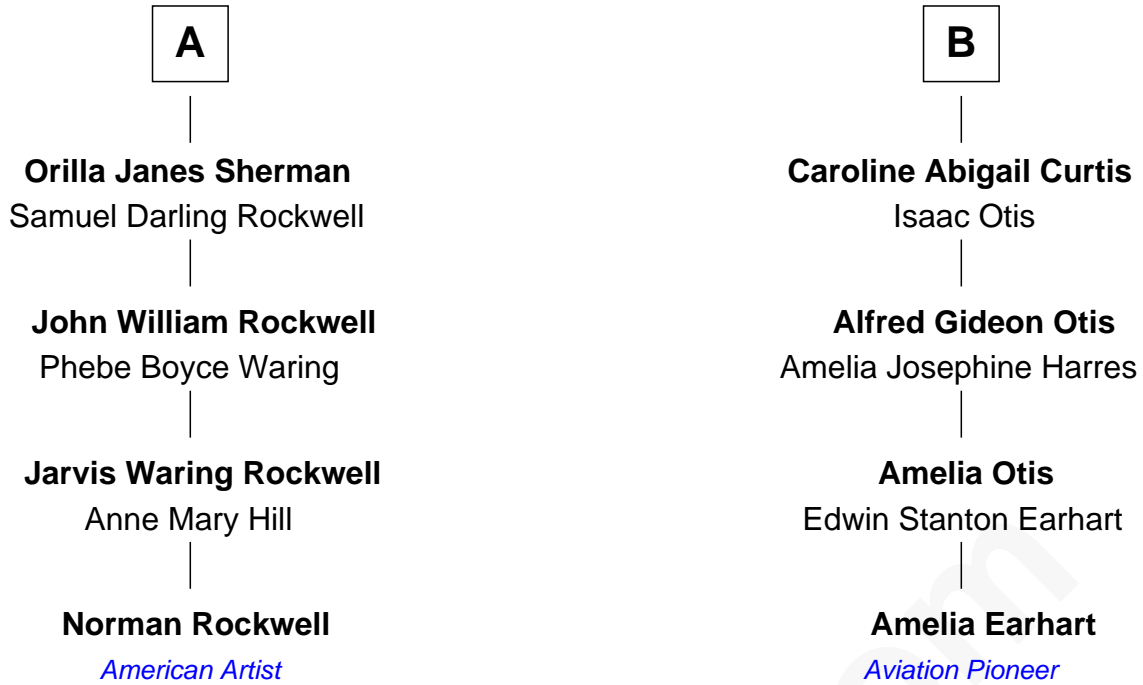 A
Orilla Janes Sherman
Samuel Darling Rockwell
John William Rockwell
Phebe Boyce Waring
Jarvis Waring Rockwell
Anne Mary Hill
Norman Rockwell
American Artist
B
Caroline Abigail Curtis
Isaac Otis
Alfred Gideon Otis
Amelia Josephine Harres
Amelia Otis
Edwin Stanton Earhart
Amelia Earhart
Aviation Pioneer